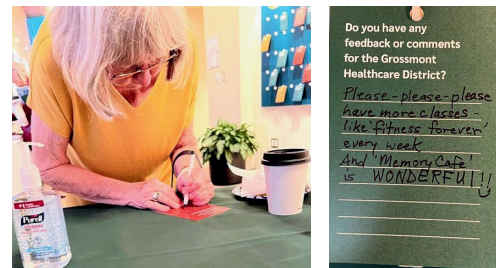 Purell
Do you have any
feedback or comments
for the Grossmont
Healthcare District?
Please-please-please
have more classes -
like 'fitness forever'
every week
And 'Memory Cafe'
is WONDERFUL!!